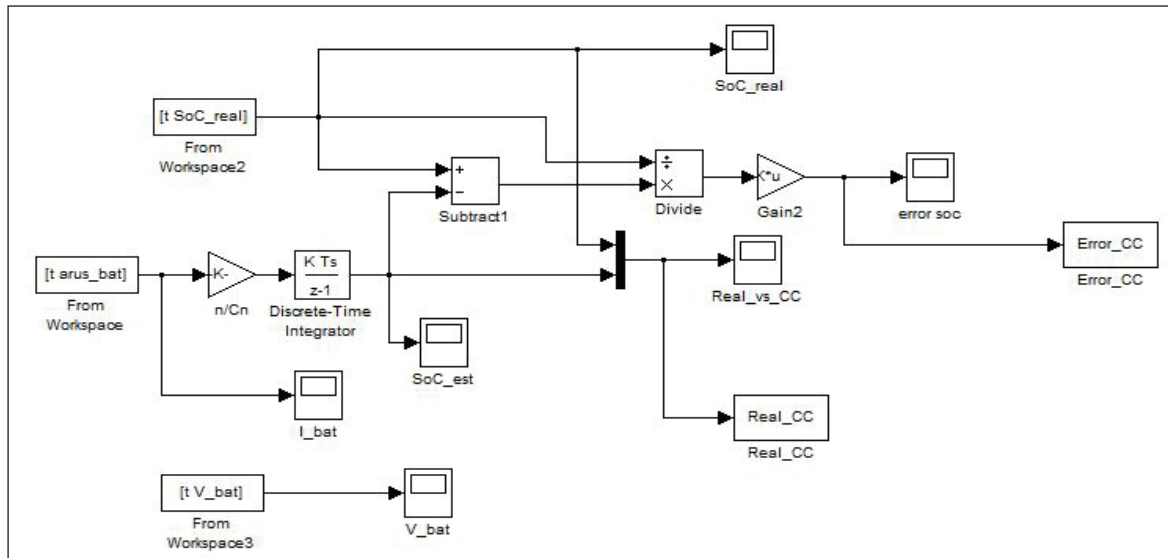 SoC_real
[t SoC_real]
From
Workspace2
+
−
Subtract1
÷
×
Divide
K*u
Gain2
error soc
Error_CC
Error_CC
[t arus_bat]
From
Workspace
-K-
n/Cn
K Ts
z-1
Discrete-Time
Integrator
Real_vs_CC
SoC_est
I_bat
Real_CC
Real_CC
[t V_bat]
From
Workspace3
V_bat